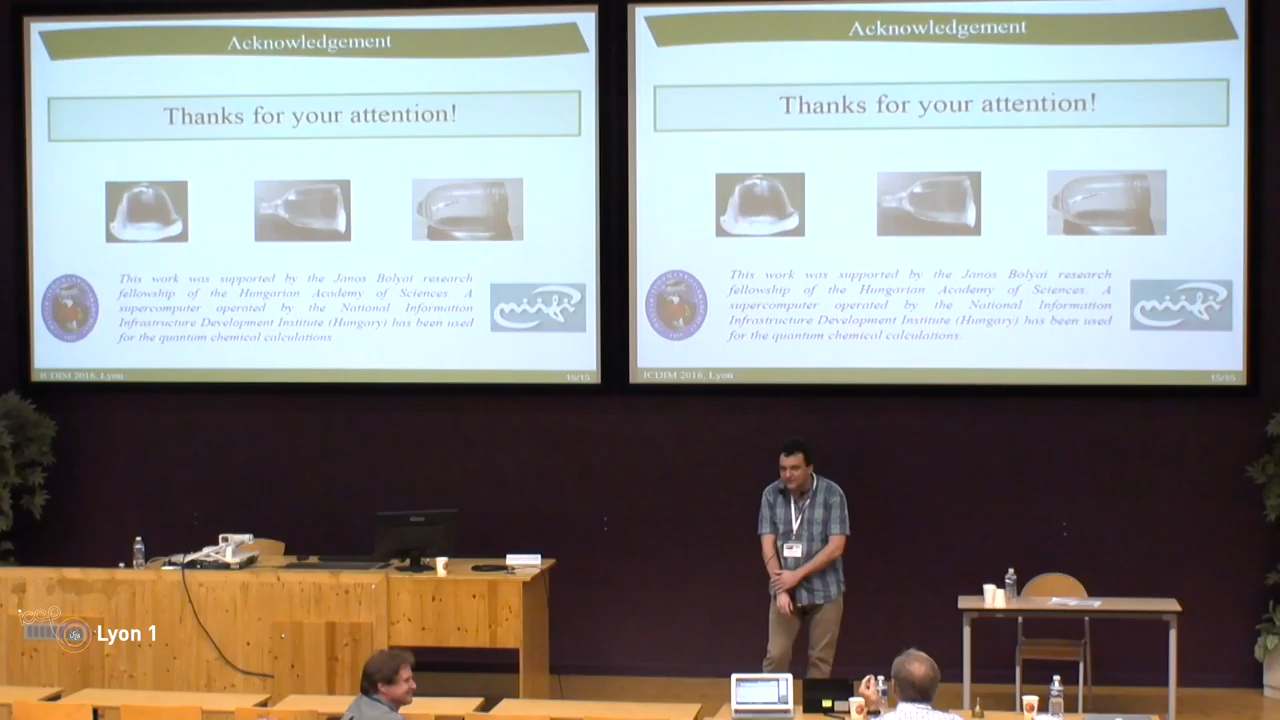 Acknowledgement
Thanks for your attention!
This work was supported by the Janos Bolyai research
fellowship of the Hungarian Academy of Sciences. A
supercomputer operated by the National Information
Infrastructure Development Institute (Hungary) has been used
for the quantum chemical calculations.
niifi
ICDIM 2016, Lyon
15/15
Acknowledgement
Thanks for your attention!
This work was supported by the Janos Bolyai research
fellowship of the Hungarian Academy of Sciences. A
supercomputer operated by the National Information
Infrastructure Development Institute (Hungary) has been used
for the quantum chemical calculations.
niifi
ICDIM 2016, Lyon
15/15
icap
Lyon 1